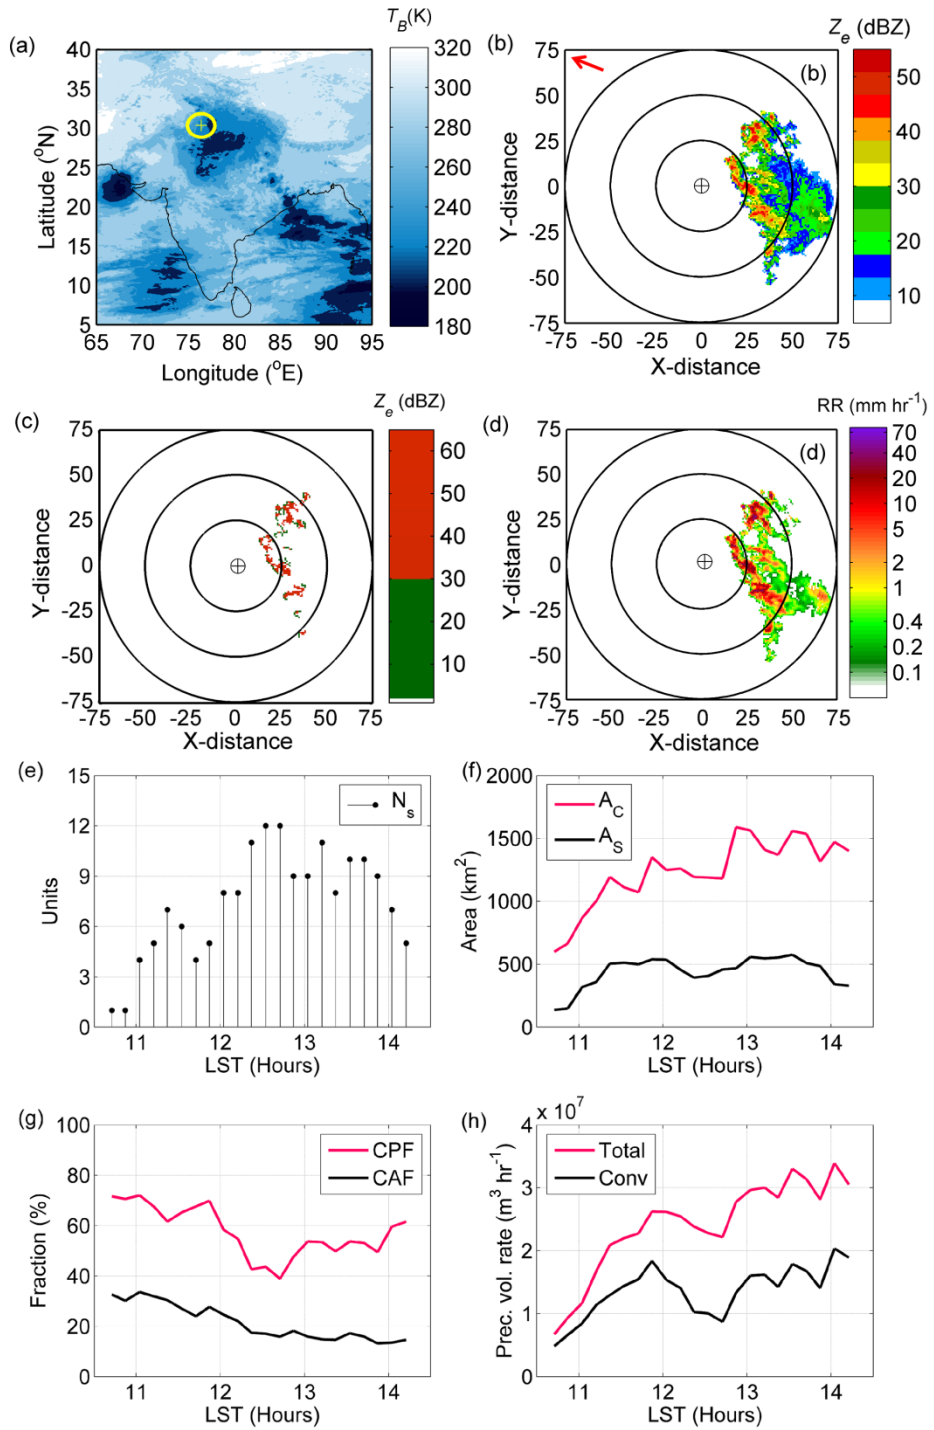 (a)
T_B(K)
40
35
30
25
20
15
10
5
Latitude (°N)
65 70 75 80 85 90 95
Longitude (°E)
320
300
280
260
240
220
200
180
(b)
Z_e (dBZ)
(b)
75
50
25
0
-25
-50
-75
Y-distance
-75 -50 -25 0 25 50 75
X-distance
50
40
30
20
10
(c)
Z_e (dBZ)
75
50
25
0
-25
-50
-75
Y-distance
-75 -50 -25 0 25 50 75
X-distance
60
50
40
30
20
10
(d)
RR (mm hr⁻¹)
(d)
75
50
25
0
-25
-50
-75
Y-distance
-75 -50 -25 0 25 50 75
X-distance
70
40
20
10
5
2
1
0.4
0.2
0.1
(e)
15
12
9
6
3
0
Units
N_s
11 12 13 14
LST (Hours)
(f)
2000
1500
1000
500
0
Area (km²)
A_C
A_S
11 12 13 14
LST (Hours)
(g)
100
80
60
40
20
0
Fraction (%)
CPF
CAF
11 12 13 14
LST (Hours)
(h)
x 10⁷
4
3
2
1
0
Prec. vol. rate (m³ hr⁻¹)
Total
Conv
11 12 13 14
LST (Hours)